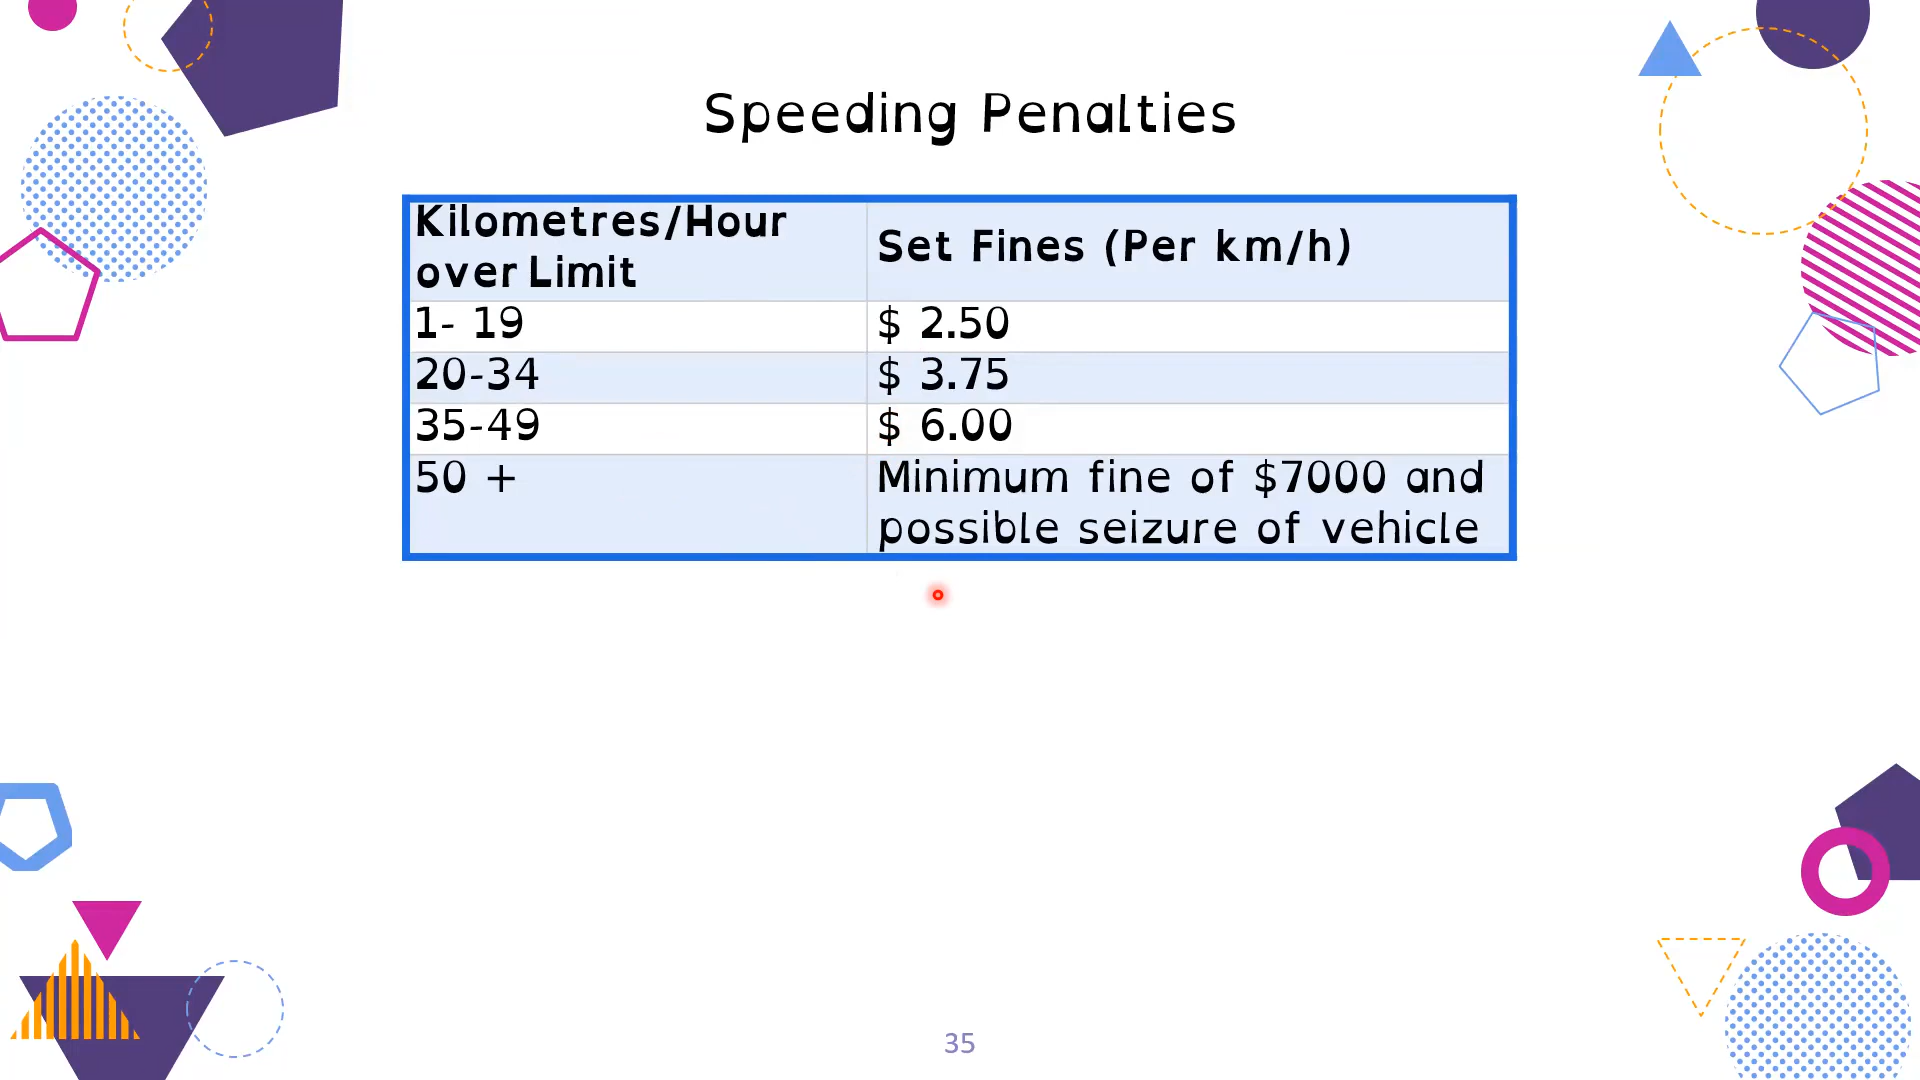 Speeding Penalties
Kilometres/Hour
over Limit
Set Fines (Per km/h)
1- 19
$ 2.50
20-34
$ 3.75
35-49
$ 6.00
50 +
Minimum fine of $7000 and
possible seizure of vehicle
35